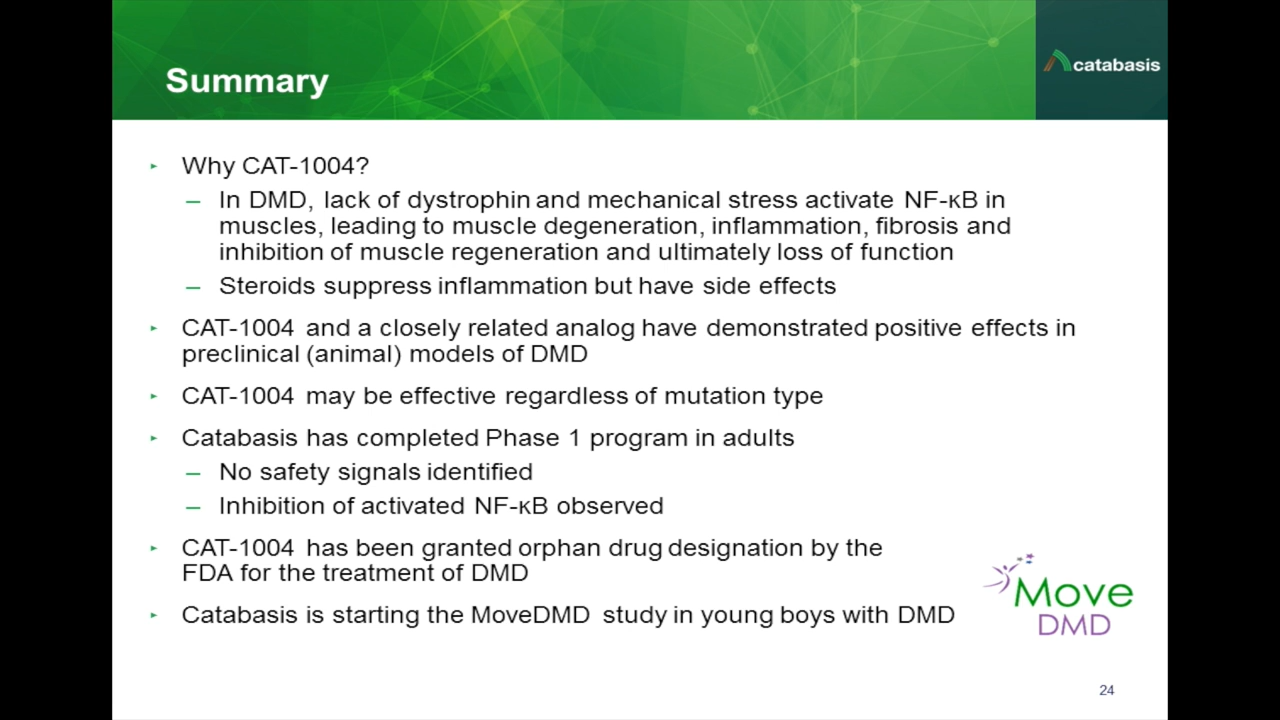 Summary
catabasis
‣ Why CAT-1004?
– In DMD, lack of dystrophin and mechanical stress activate NF-κB in
muscles, leading to muscle degeneration, inflammation, fibrosis and
inhibition of muscle regeneration and ultimately loss of function
– Steroids suppress inflammation but have side effects
‣ CAT-1004 and a closely related analog have demonstrated positive effects in
preclinical (animal) models of DMD
‣ CAT-1004 may be effective regardless of mutation type
‣ Catabasis has completed Phase 1 program in adults
– No safety signals identified
– Inhibition of activated NF-κB observed
‣ CAT-1004 has been granted orphan drug designation by the
FDA for the treatment of DMD
‣ Catabasis is starting the MoveDMD study in young boys with DMD
Move
DMD
24